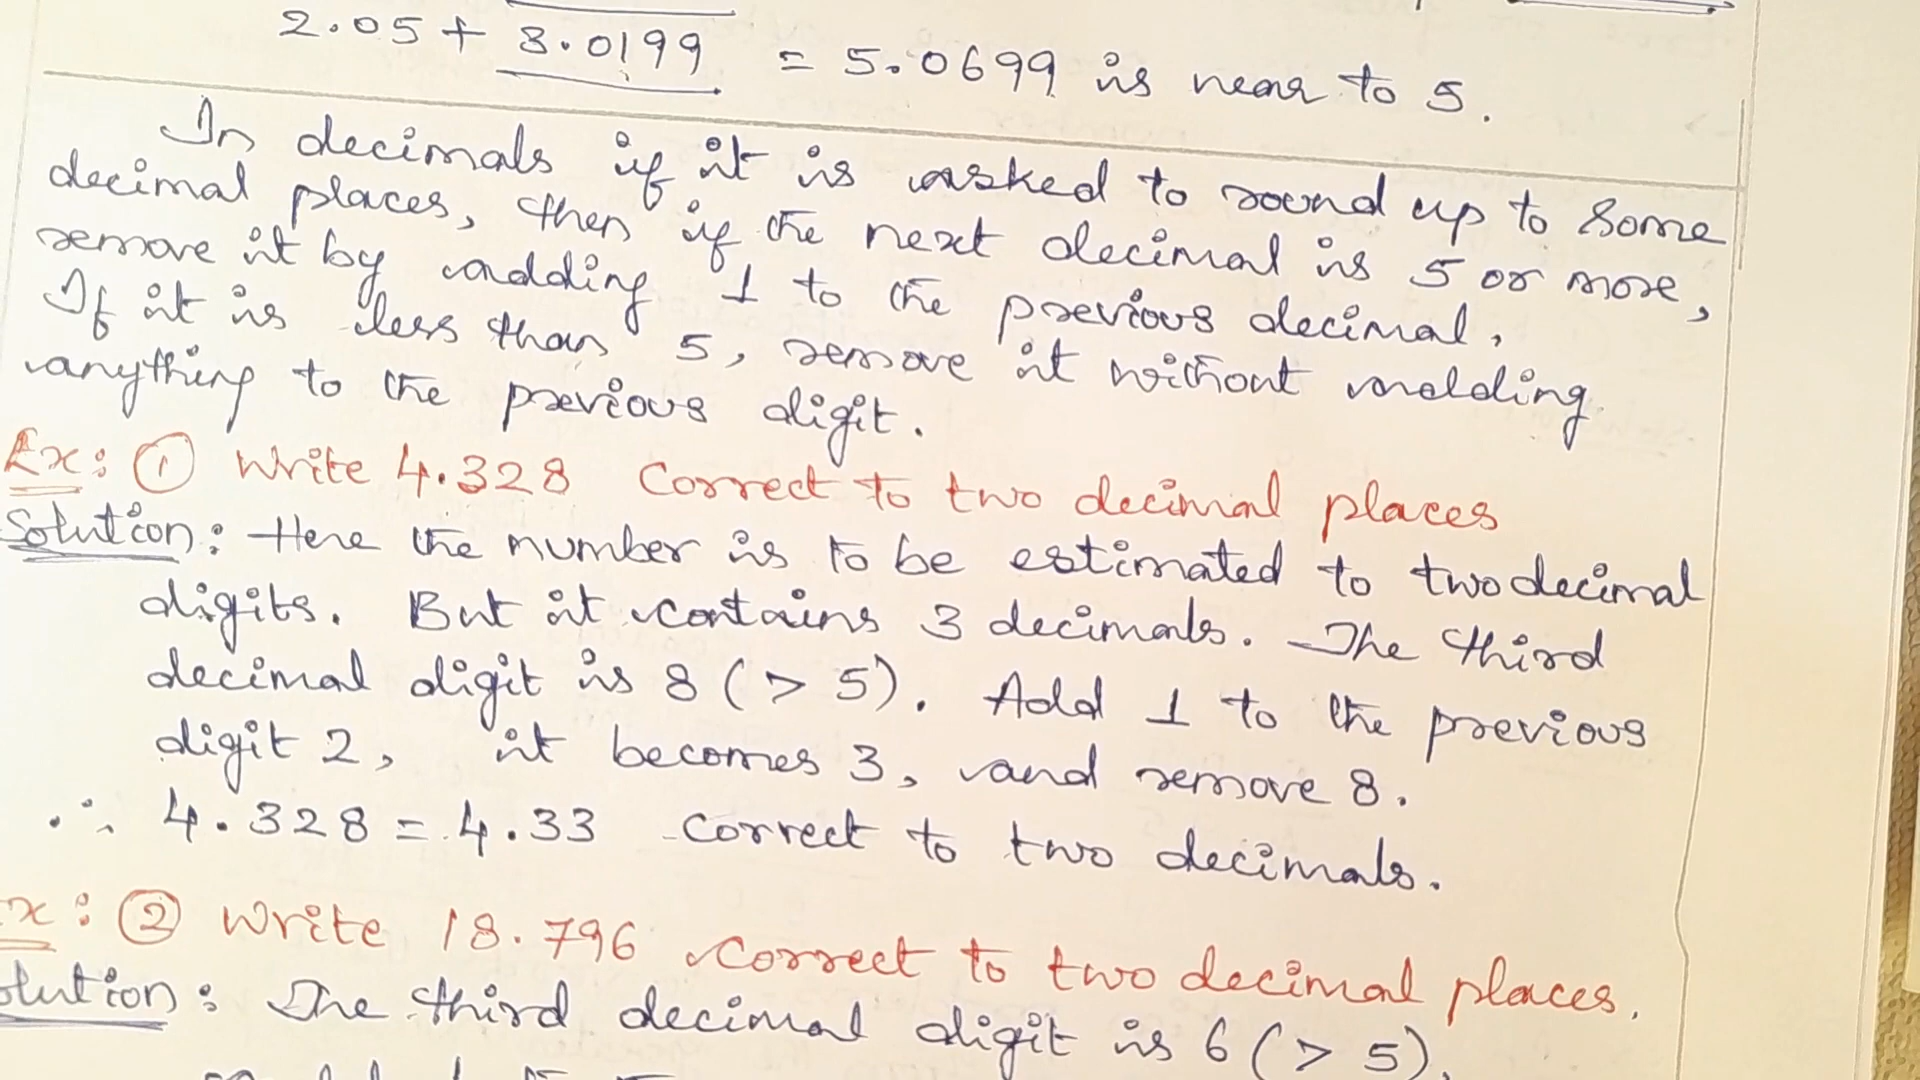 2.05 + 3.0199 = 5.0699 is near to 5.
In decimals if it is asked to round up to some
decimal places, then if the next decimal is 5 or more,
remove it by adding 1 to the previous decimal.
If it is less than 5, remove it without adding
anything to the previous digit.
Ex: ① Write 4.328 correct to two decimal places
Solution: Here the number is to be estimated to two decimal
digits. But it contains 3 decimals. The third
decimal digit is 8 (> 5). Add 1 to the previous
digit 2, it becomes 3, and remove 8.
∴ 4.328 = 4.33 correct to two decimals.
Ex: ② Write 18.796 correct to two decimal places.
Solution: The third decimal digit is 6 (> 5).